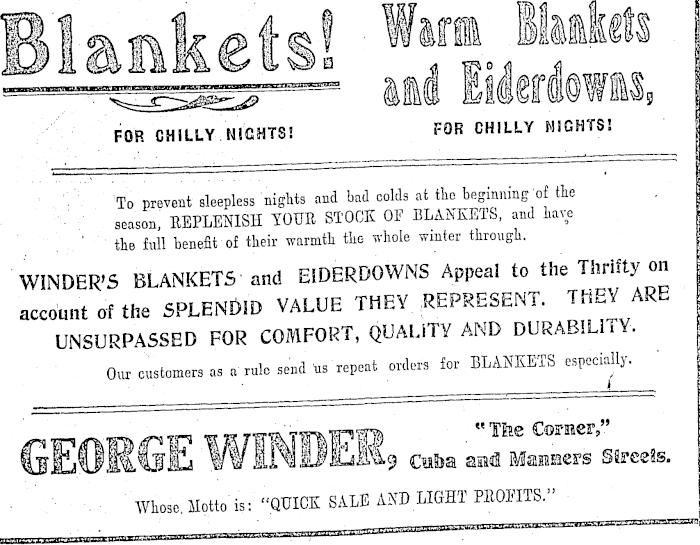 Blankets!
FOR CHILLY NIGHTS!
Warm Blankets
and Eiderdowns,
FOR CHILLY NIGHTS!
To prevent sleepless nights and bad colds at the beginning of the
season, REPLENISH YOUR STOCK OF BLANKETS, and have
the full benefit of their warmth the whole winter through.
WINDER'S BLANKETS and EIDERDOWNS Appeal to the Thrifty on
account of the SPLENDID VALUE THEY REPRESENT. THEY ARE
UNSURPASSED FOR COMFORT, QUALITY AND DURABILITY.
Our customers as a rule send us repeat orders for BLANKETS especially.
GEORGE WINDER,
"The Corner,"
Cuba and Manners Streets.
Whose Motto is: "QUICK SALE AND LIGHT PROFITS."